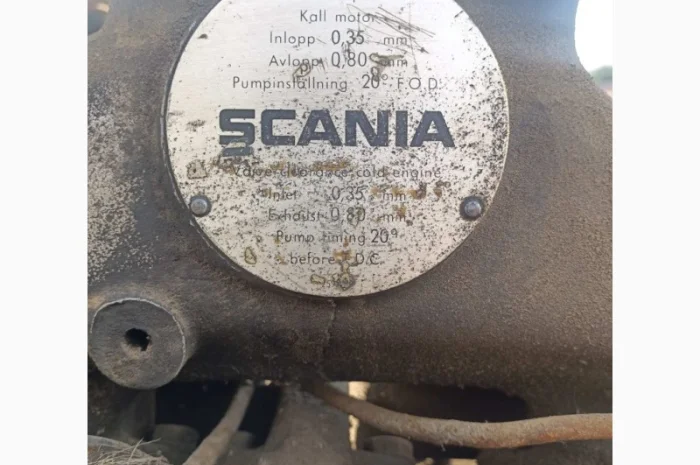 Kall motor
Inlopp 0,35 mm
Avlopp 0,80 mm
Pumpinställning 20° F.Ö.D.
SCANIA
Valve clearance cold engine
Inlet 0,35 mm
Exhaust 0,80 mm
Pump timing 20°
before T.D.C.